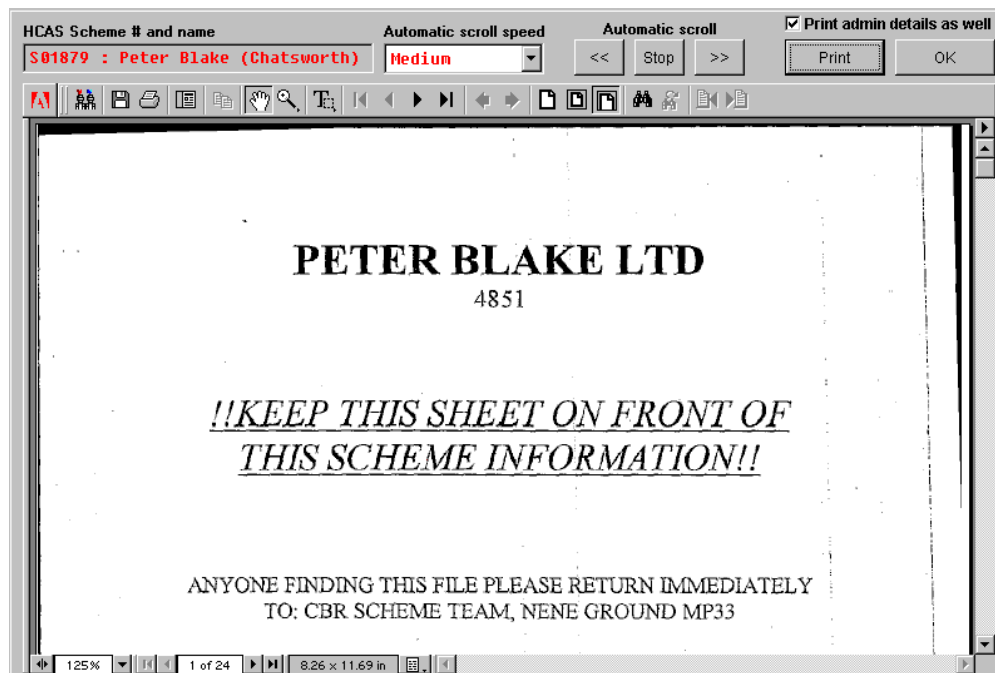 HCAS Scheme # and name
Automatic scroll speed
Automatic scroll
Print admin details as well
S01879 : Peter Blake (Chatsworth)
Medium
<<
Stop
>>
Print
OK
PETER BLAKE LTD
4851
!!KEEP THIS SHEET ON FRONT OF
THIS SCHEME INFORMATION!!
ANYONE FINDING THIS FILE PLEASE RETURN IMMEDIATELY
TO: CBR SCHEME TEAM, NENE GROUND MP33
125%
1 of 24
8.26 x 11.69 in